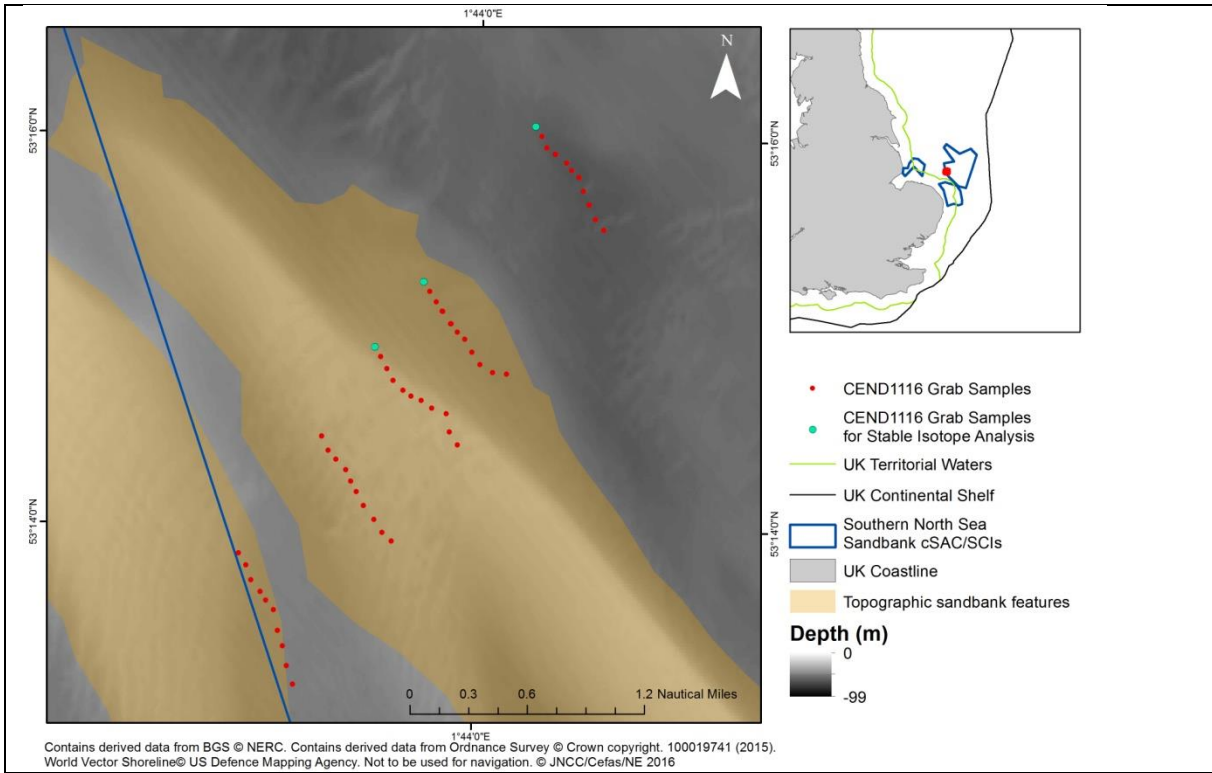 1°44'0"E
N
53°16'0"N
53°16'0"N
53°14'0"N
53°14'0"N
0 0.3 0.6 1.2 Nautical Miles
1°44'0"E
CEND1116 Grab Samples
CEND1116 Grab Samples
for Stable Isotope Analysis
UK Territorial Waters
UK Continental Shelf
Southern North Sea
Sandbank cSAC/SCIs
UK Coastline
Topographic sandbank features
Depth (m)
0
-99
Contains derived data from BGS © NERC. Contains derived data from Ordnance Survey © Crown copyright. 100019741 (2015).
World Vector Shoreline© US Defence Mapping Agency. Not to be used for navigation. © JNCC/Cefas/NE 2016